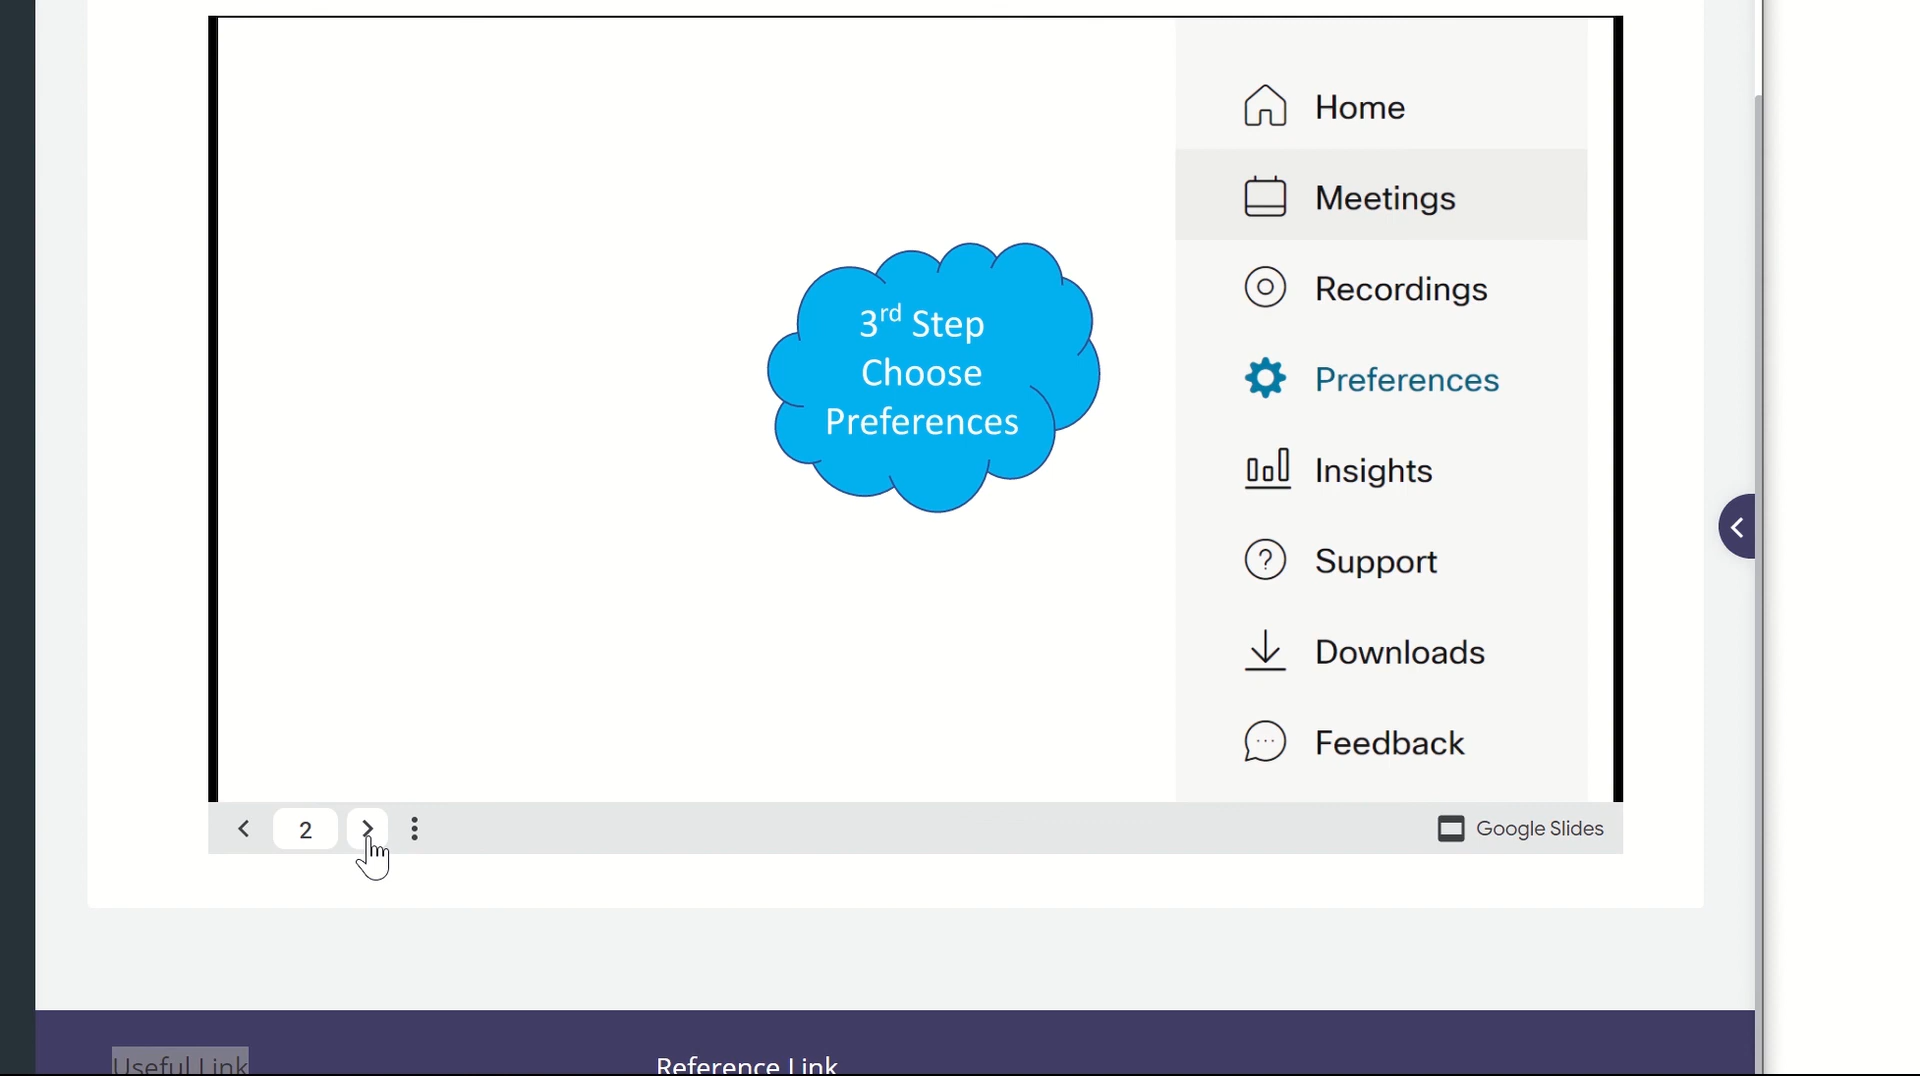 Home
Meetings
Recordings
3rd Step
Choose
Preferences
Preferences
Insights
Support
Downloads
Feedback
2
Google Slides
Useful Link
Reference Link